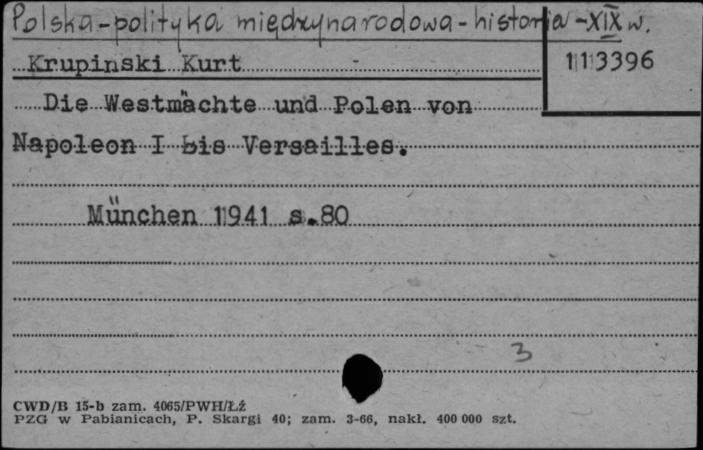 Polska-polityka międzynarodowa-historia-XIX w.
Krupinski Kurt
113396
Die Westmächte und Polen von
Napoleon I bis Versailles.
München 1941 s.80
3
CWD/B 15-b zam. 4065/PWH/Łź
PZG w Pabianicach, P. Skargi 40; zam. 3-66, nakł. 400 000 szt.